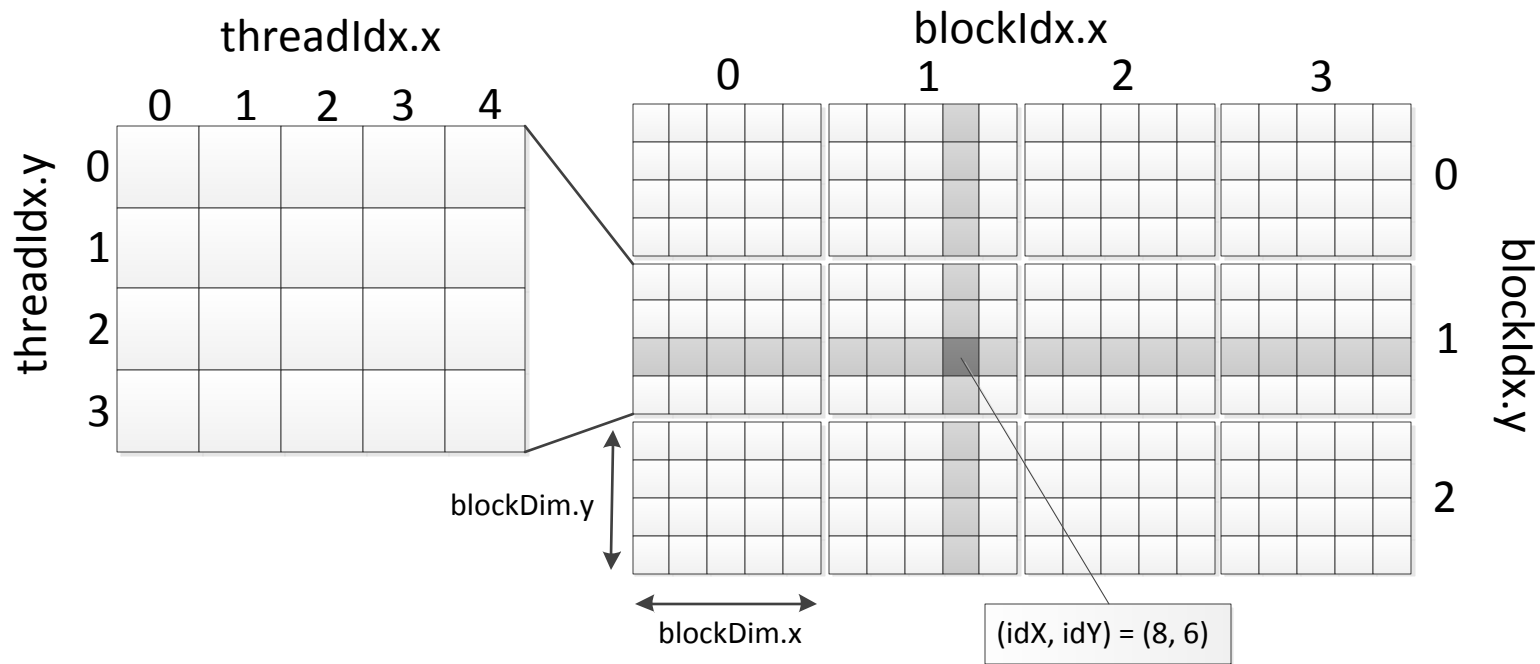 threadIdx.x
0 1 2 3 4
threadIdx.y
0
1
2
3
blockIdx.x
0 1 2 3
0
1
2
blockIdx.y
blockDim.y
blockDim.x
(idX, idY) = (8, 6)